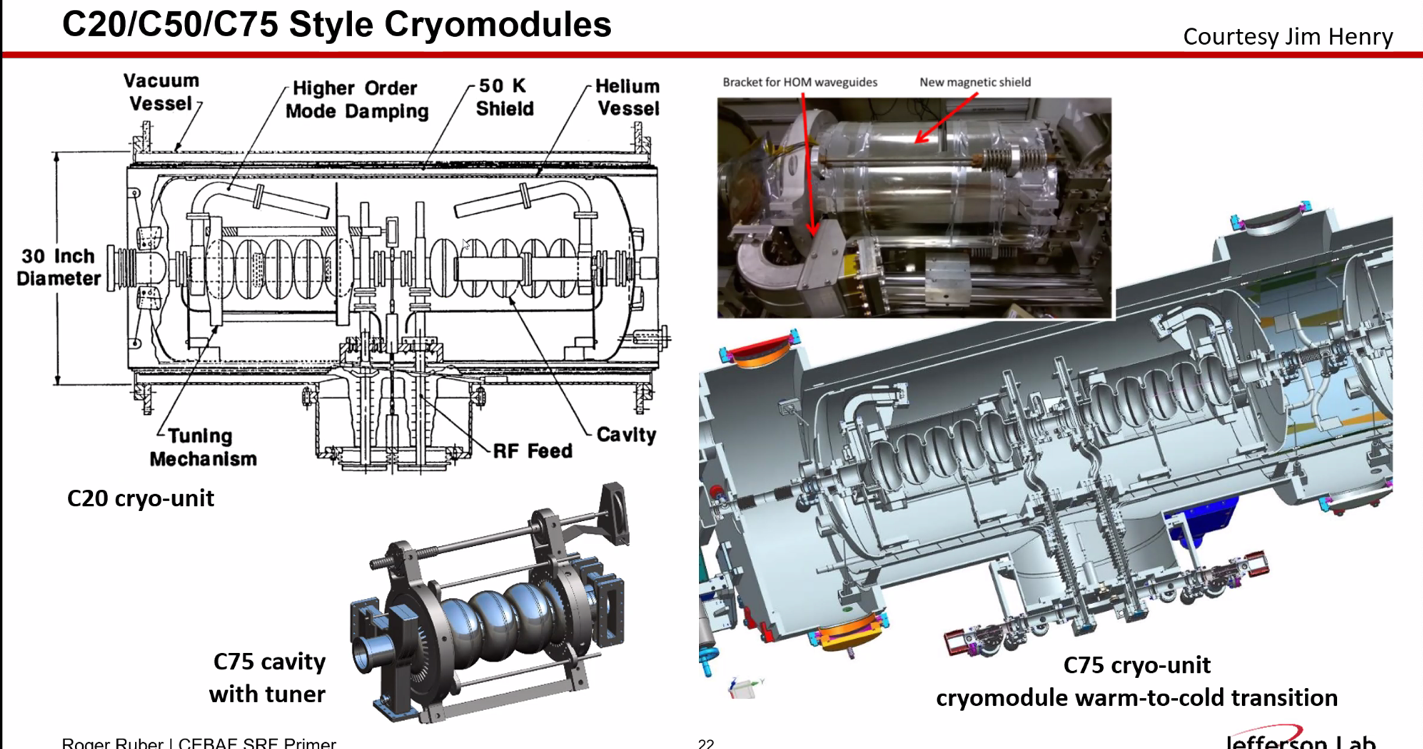 C20/C50/C75 Style Cryomodules
Courtesy Jim Henry
Vacuum
Vessel
Higher Order
Mode Damping
50 K
Shield
Helium
Vessel
30 Inch
Diameter
Tuning
Mechanism
RF Feed
Cavity
C20 cryo-unit
Bracket for HOM waveguides
New magnetic shield
C75 cavity
with tuner
C75 cryo-unit
cryomodule warm-to-cold transition
Roger Ruber | CEBAF SRF Primer
22
Jefferson Lab